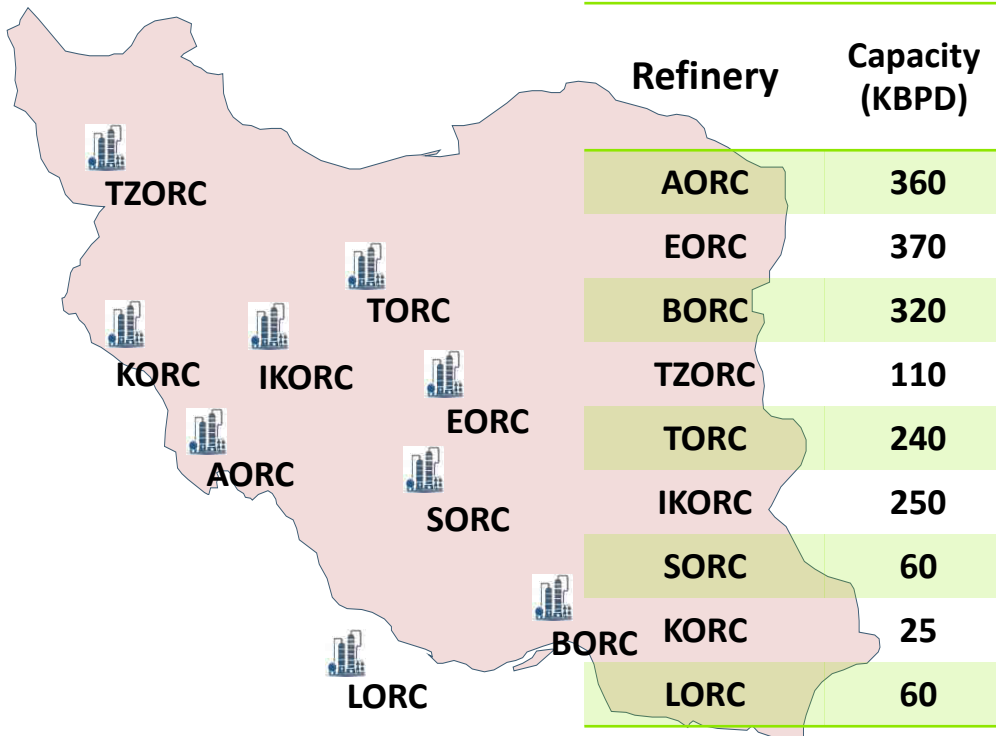 Refinery
Capacity
(KBPD)
AORC 360
EORC 370
BORC 320
TZORC 110
TORC 240
IKORC 250
SORC 60
KORC 25
LORC 60
TZORC
TORC
KORC
IKORC
EORC
AORC
SORC
BORC
LORC